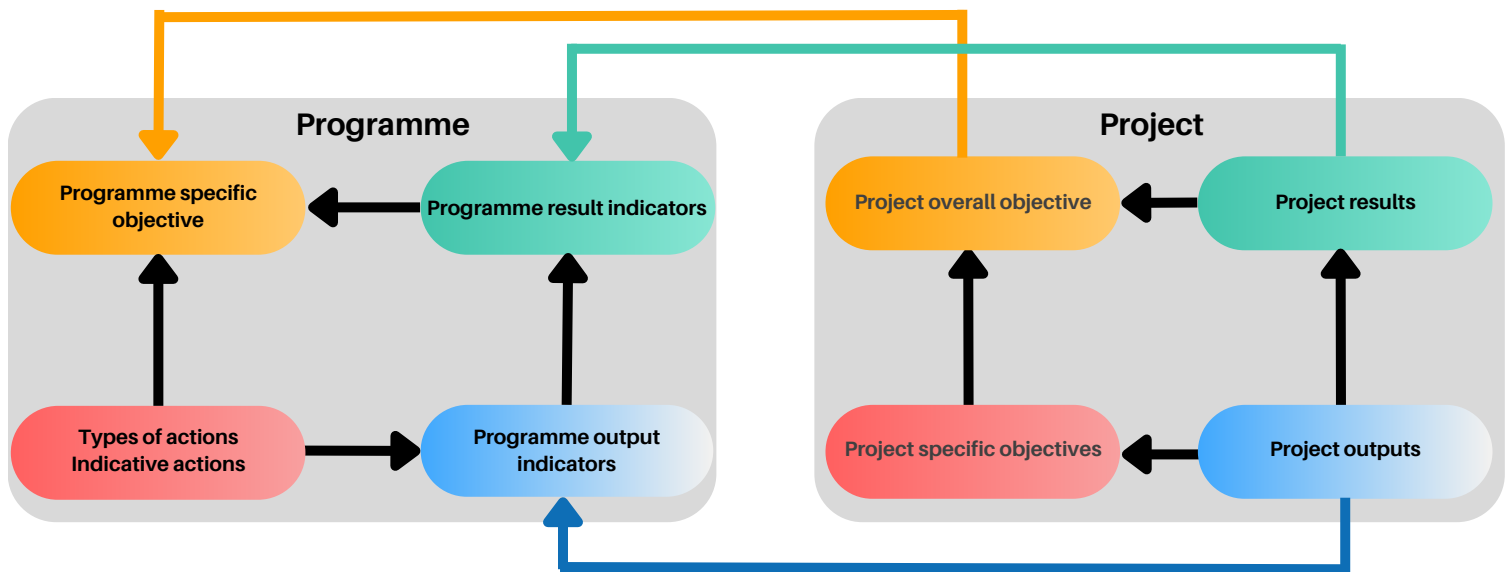 Programme
Programme specific
objective
Programme result indicators
Types of actions
Indicative actions
Programme output
indicators
Project
Project overall objective
Project results
Project specific objectives
Project outputs